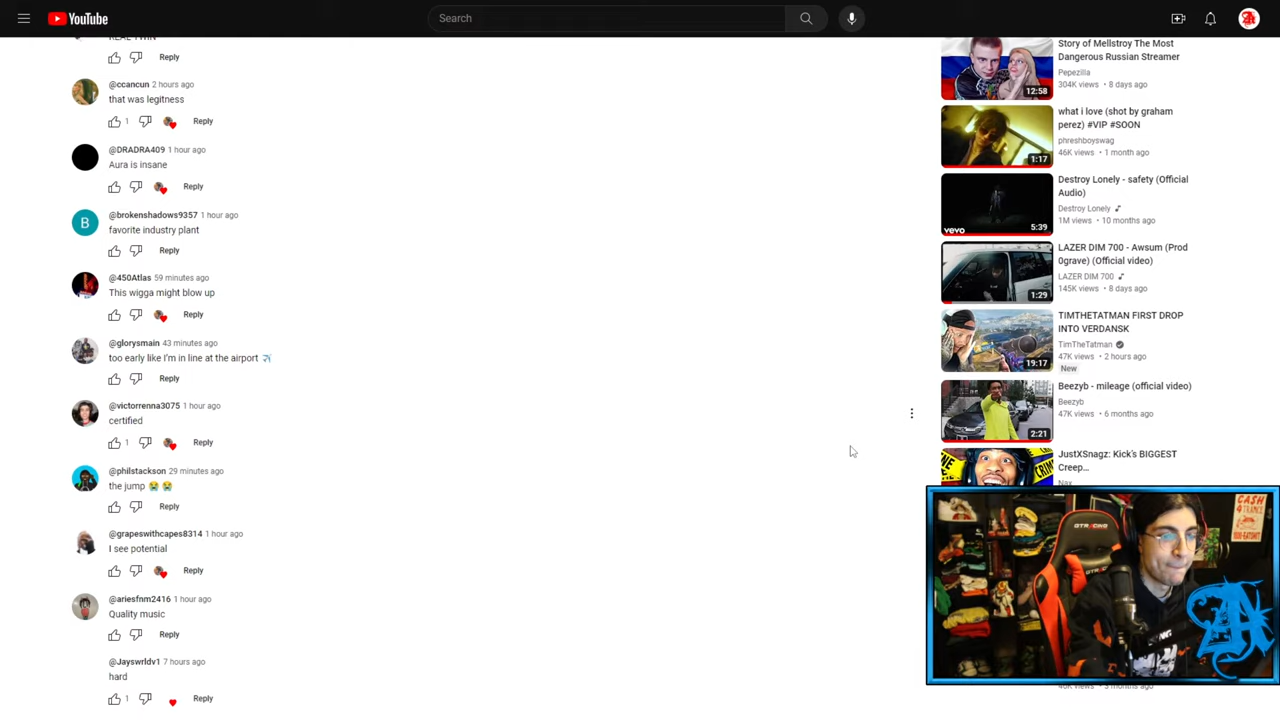 YouTube
Search
REAL TWIN
Reply
@ccancun 2 hours ago
that was legitness
1 Reply
@DRADRA409 1 hour ago
Aura is insane
Reply
B
@brokenshadows9357 1 hour ago
favorite industry plant
Reply
@450Atlas 59 minutes ago
This wigga might blow up
Reply
@glorysmain 43 minutes ago
too early like I'm in line at the airport ✈️
Reply
@victorrenna3075 1 hour ago
certified
1 Reply
@philstackson 29 minutes ago
the jump 😭 😭
Reply
@grapeswithcapes8314 1 hour ago
I see potential
Reply
@ariesfnm2416 1 hour ago
Quality music
Reply
@Jayswrldv1 7 hours ago
hard
1 Reply
Story of Mellstroy The Most
Dangerous Russian Streamer
Pepezilla
304K views • 8 days ago
12:58
what i love (shot by graham
perez) #VIP #SOON
phreshboyswag
46K views • 1 month ago
1:17
Destroy Lonely - safety (Official
Audio)
Destroy Lonely
1M views • 10 months ago
vevo
5:39
LAZER DIM 700 - Awsum (Prod
0grave) (Official video)
LAZER DIM 700
145K views • 8 days ago
1:29
TIMTHETATMAN FIRST DROP
INTO VERDANSK
TimTheTatman
47K views • 2 hours ago
New
19:17
Beezyb - mileage (official video)
Beezyb
47K views • 6 months ago
2:21
JustXSnagz: Kick's BIGGEST
Creep...
Nax
GTRACING
CASH
4TRANCE